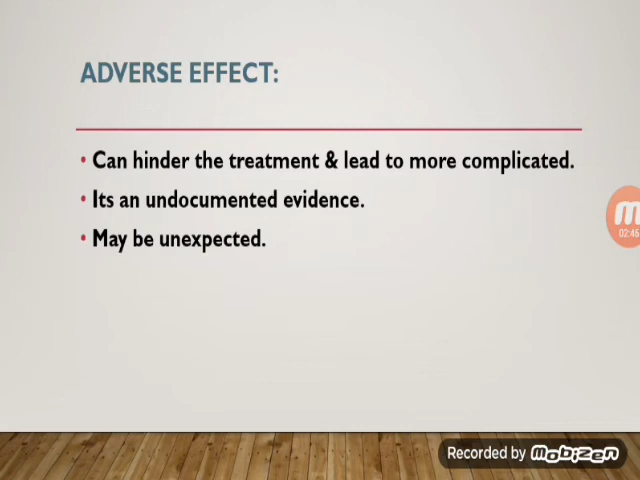 ADVERSE EFFECT:
• Can hinder the treatment & lead to more complicated.
• Its an undocumented evidence.
• May be unexpected.
M
02:45
Recorded by Mobizen